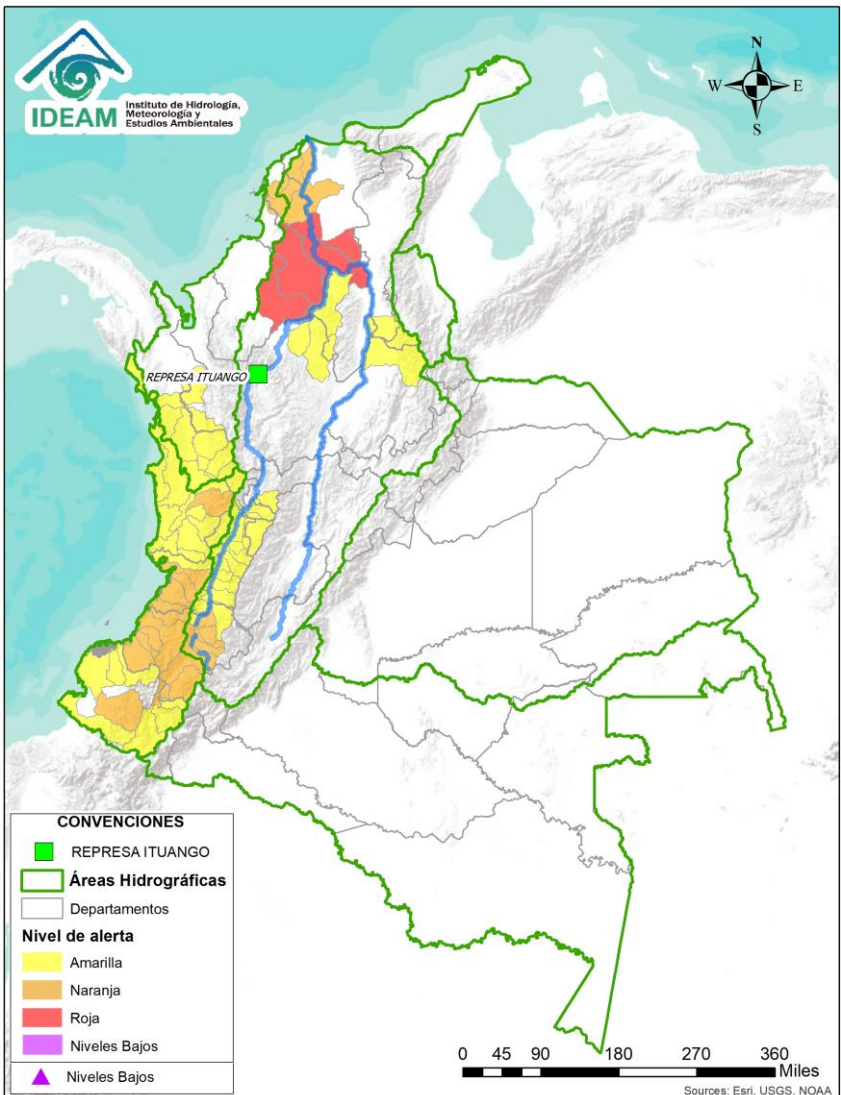 IDEAM
Instituto de Hidrología,
Meteorología y
Estudios Ambientales
N
W
E
S
REPRESA ITUANGO
CONVENCIONES
REPRESA ITUANGO
Áreas Hidrográficas
Departamentos
Nivel de alerta
Amarilla
Naranja
Roja
Niveles Bajos
Niveles Bajos
0 45 90 180 270 360
Miles
Sources: Esri, USGS, NOAA